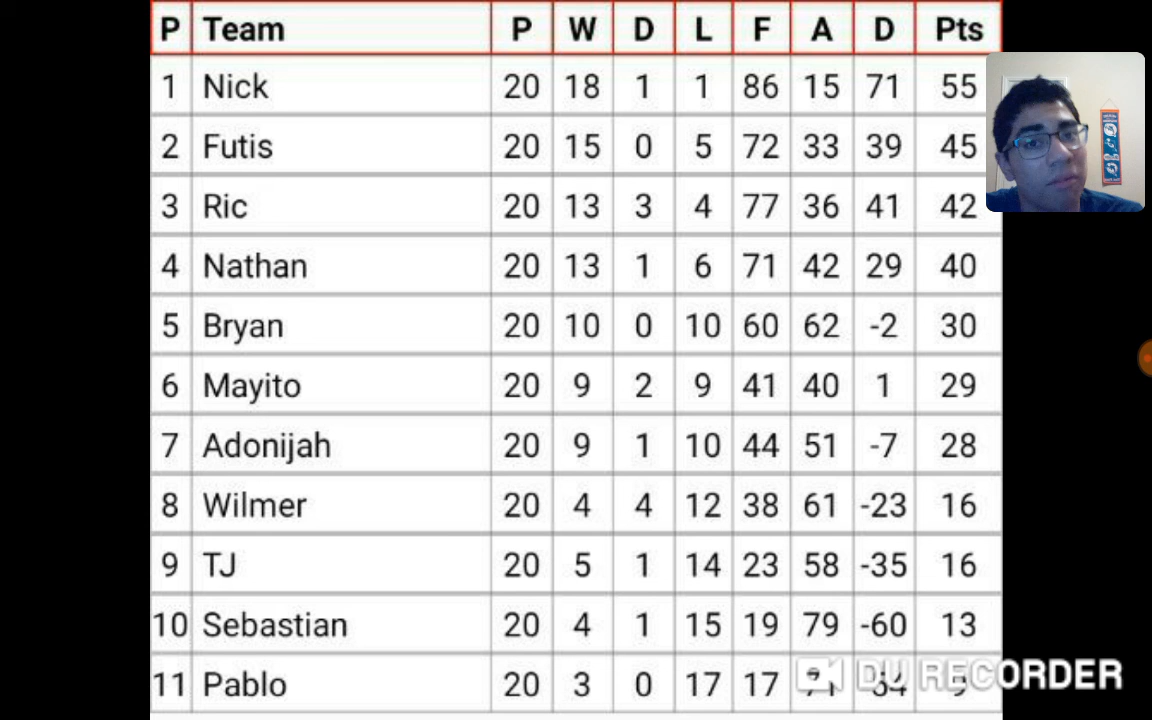 P Team P W D L F A D Pts
1 Nick 20 18 1 1 86 15 71 55
2 Futis 20 15 0 5 72 33 39 45
3 Ric 20 13 3 4 77 36 41 42
4 Nathan 20 13 1 6 71 42 29 40
5 Bryan 20 10 0 10 60 62 -2 30
6 Mayito 20 9 2 9 41 40 1 29
7 Adonijah 20 9 1 10 44 51 -7 28
8 Wilmer 20 4 4 12 38 61 -23 16
9 TJ 20 5 1 14 23 58 -35 16
10 Sebastian 20 4 1 15 19 79 -60 13
11 Pablo 20 3 0 17 17
DU RECORDER